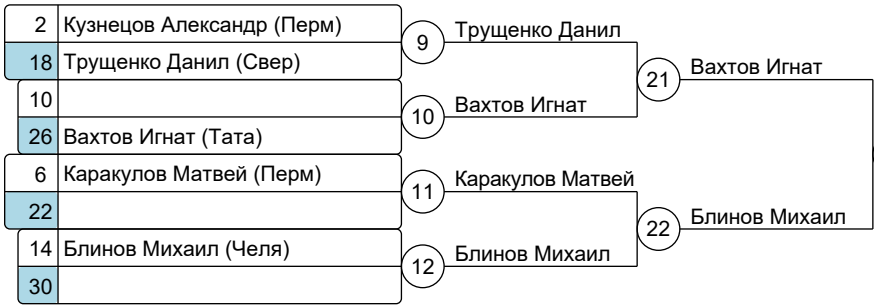 2 Кузнецов Александр (Перм)
18 Трущенко Данил (Свер)
9 Трущенко Данил
10
26 Вахтов Игнат (Тата)
10 Вахтов Игнат
21 Вахтов Игнат
6 Каракулов Матвей (Перм)
22
11 Каракулов Матвей
14 Блинов Михаил (Челя)
30
12 Блинов Михаил
22 Блинов Михаил